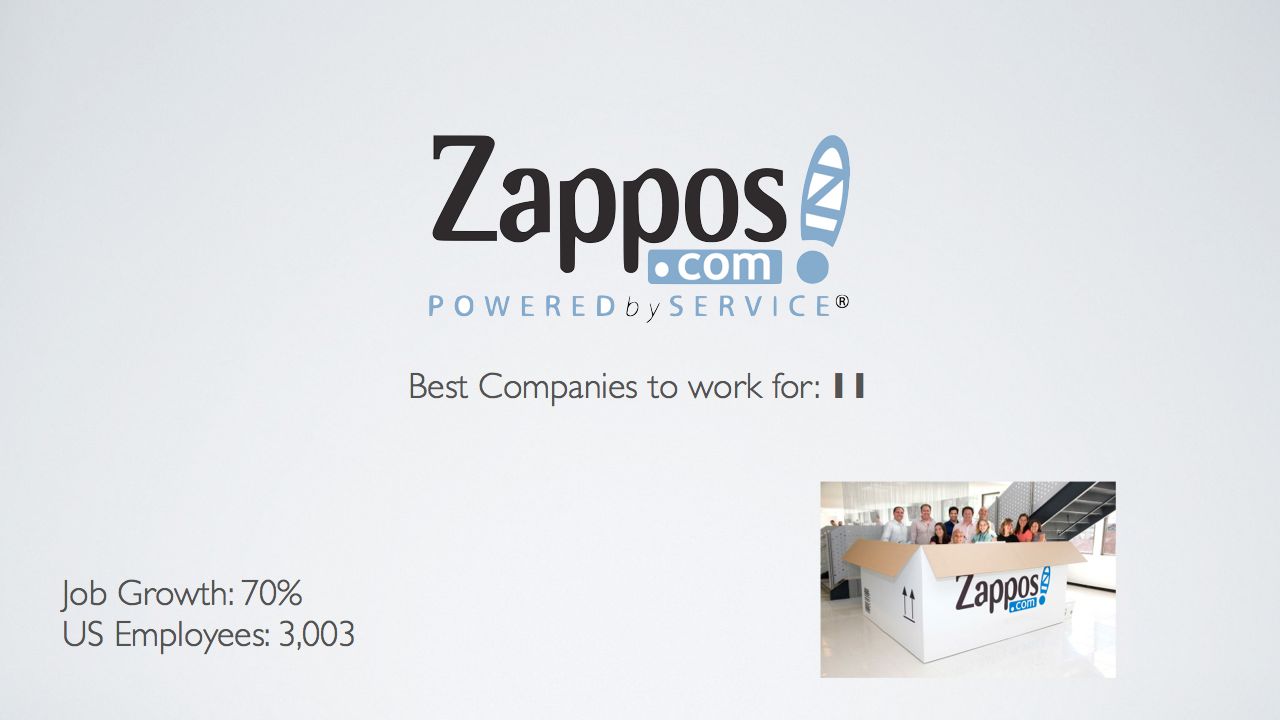 Zappos
.com
POWERED by SERVICE®
Best Companies to work for: 11
Job Growth: 70%
US Employees: 3,003
Zappos
.com